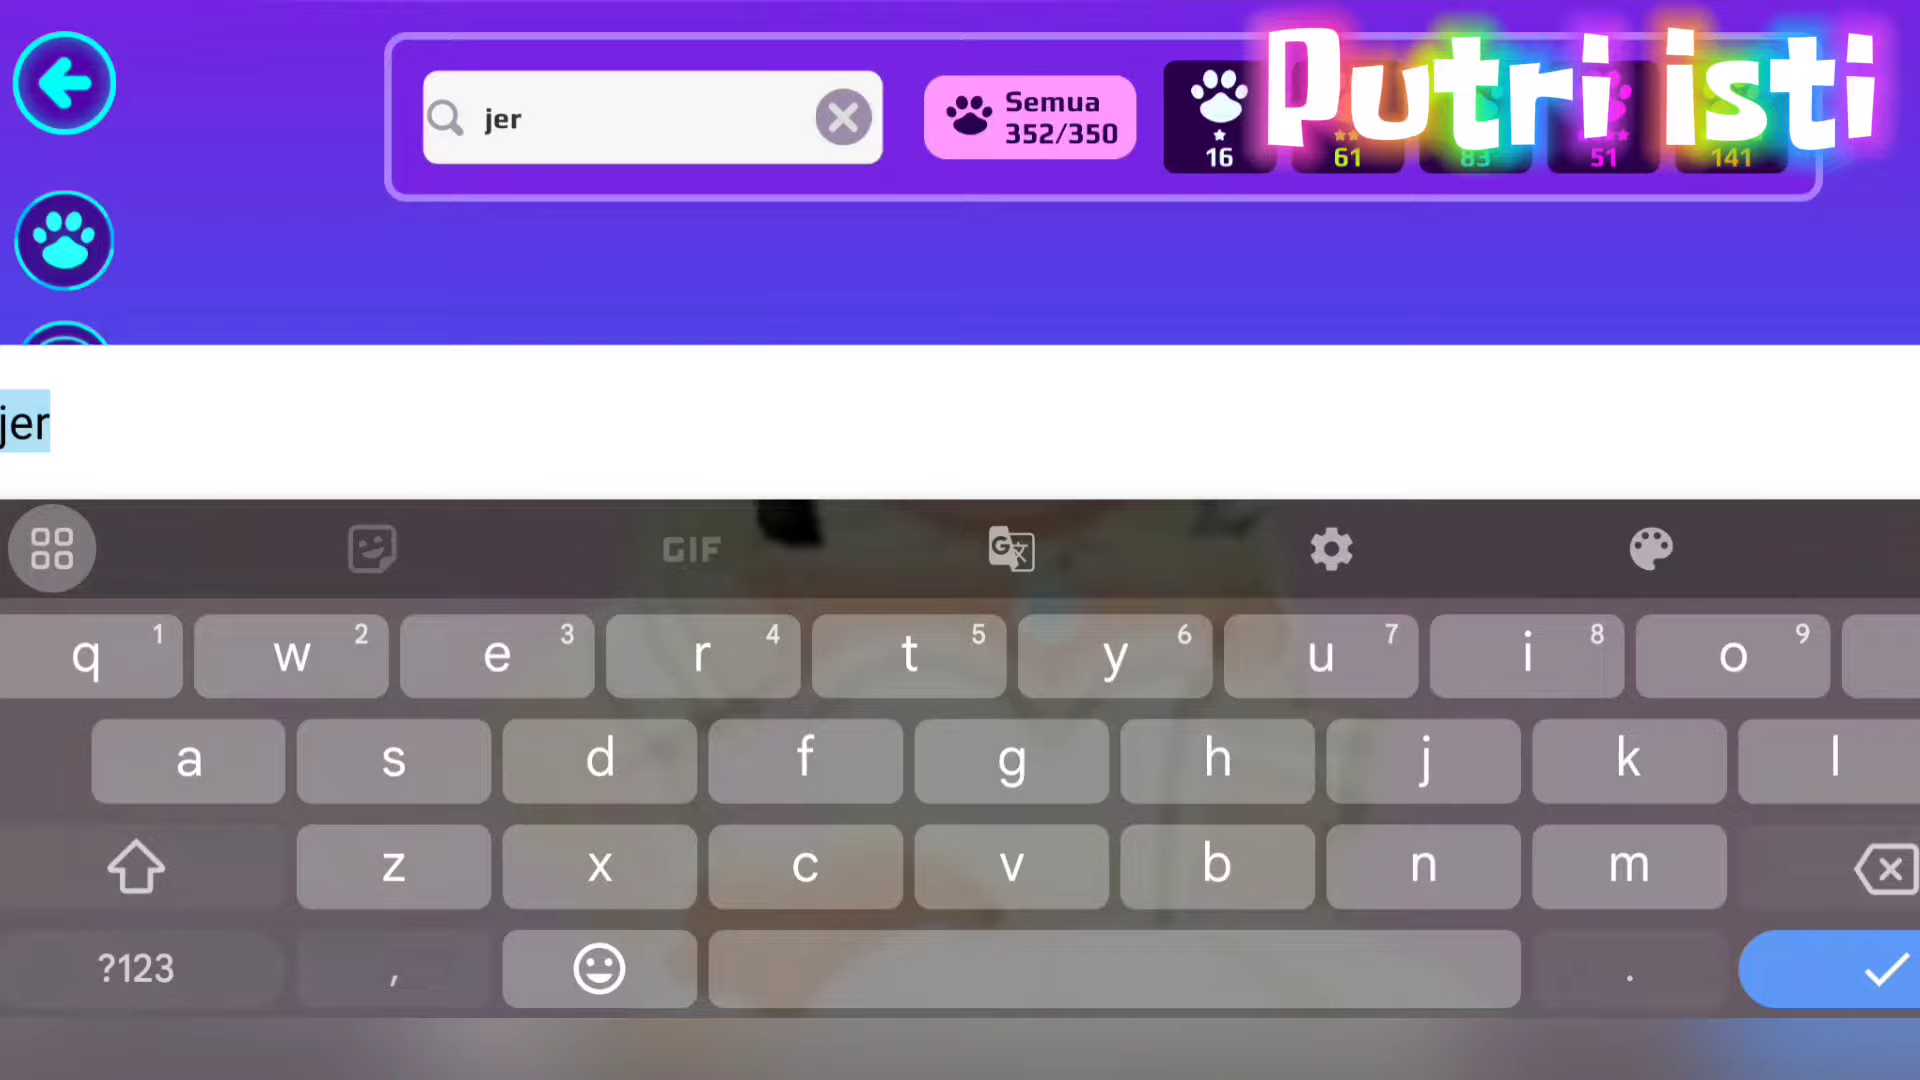 Putri isti
jer
Semua
352/350
16
61
83
51
141
jer
GIF
G
q 1 w 2 e 3 r 4 t 5 y 6 u 7 i 8 o 9
a s d f g h j k l
z x c v b n m
?123 , .